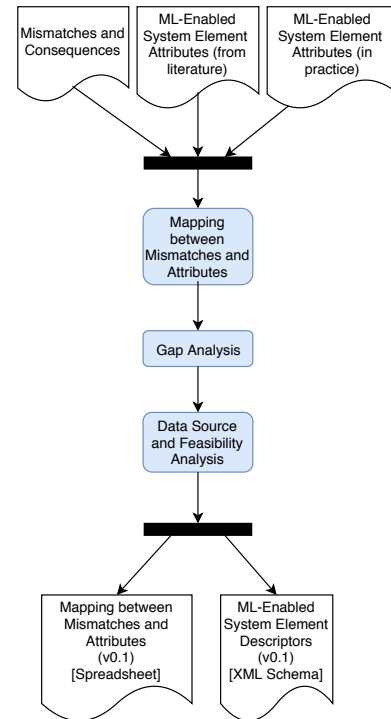 Mismatches and
Consequences
ML-Enabled
System Element
Attributes (from
literature)
ML-Enabled
System Element
Attributes (in
practice)
Mapping
between
Mismatches and
Attributes
Gap Analysis
Data Source
and Feasibility
Analysis
Mapping between
Mismatches and
Attributes
(v0.1)
[Spreadsheet]
ML-Enabled
System Element
Descriptors
(v0.1)
[XML Schema]